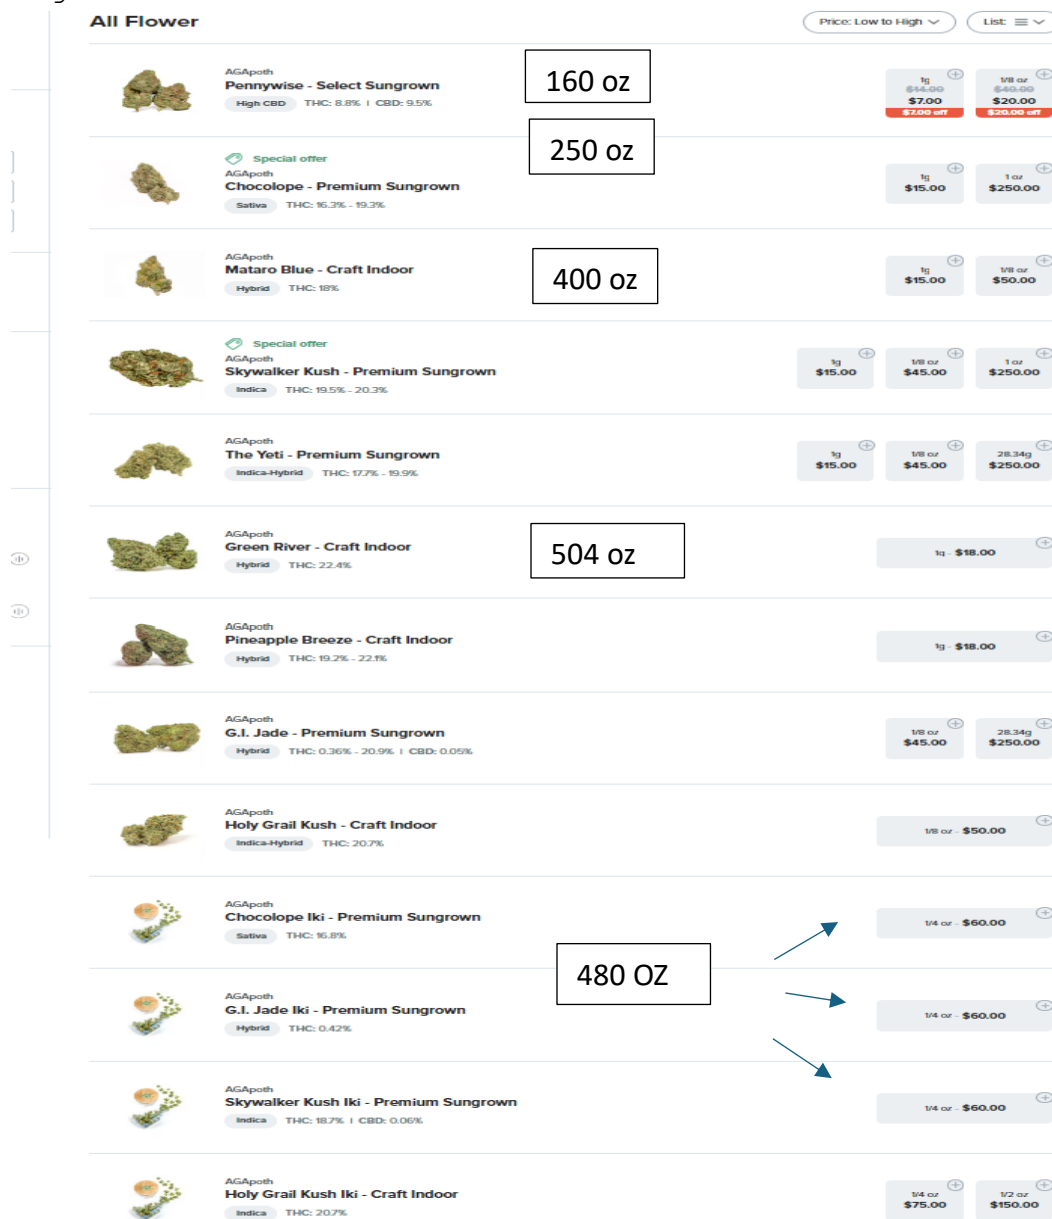 All Flower
Price: Low to High
List:
AGApoth
Pennywise - Select Sungrown
High CBD THC: 8.8% | CBD: 9.5%
160 oz
1g
$14.00
$7.00
$7.00 off
1/8 oz
$40.00
$20.00
$20.00 off
250 oz
Special offer
AGApoth
Chocolope - Premium Sungrown
Sativa THC: 16.3% - 19.3%
1g
$15.00
1 oz
$250.00
AGApoth
Mataro Blue - Craft Indoor
Hybrid THC: 18%
400 oz
1g
$15.00
1/8 oz
$50.00
Special offer
AGApoth
Skywalker Kush - Premium Sungrown
Indica THC: 19.5% - 20.3%
1g
$15.00
1/8 oz
$45.00
1 oz
$250.00
AGApoth
The Yeti - Premium Sungrown
Indica-Hybrid THC: 17.7% - 19.9%
1g
$15.00
1/8 oz
$45.00
28.34g
$250.00
AGApoth
Green River - Craft Indoor
Hybrid THC: 22.4%
504 oz
1g - $18.00
AGApoth
Pineapple Breeze - Craft Indoor
Hybrid THC: 19.2% - 22.1%
1g - $18.00
AGApoth
G.I. Jade - Premium Sungrown
Hybrid THC: 0.36% - 20.9% | CBD: 0.05%
1/8 oz
$45.00
28.34g
$250.00
AGApoth
Holy Grail Kush - Craft Indoor
Indica-Hybrid THC: 20.7%
1/8 oz - $50.00
AGApoth
Chocolope Iki - Premium Sungrown
Sativa THC: 16.8%
1/4 oz - $60.00
480 OZ
AGApoth
G.I. Jade Iki - Premium Sungrown
Hybrid THC: 0.42%
1/4 oz - $60.00
AGApoth
Skywalker Kush Iki - Premium Sungrown
Indica THC: 18.7% | CBD: 0.06%
1/4 oz - $60.00
AGApoth
Holy Grail Kush Iki - Craft Indoor
Indica THC: 20.7%
1/4 oz
$75.00
1/2 oz
$150.00